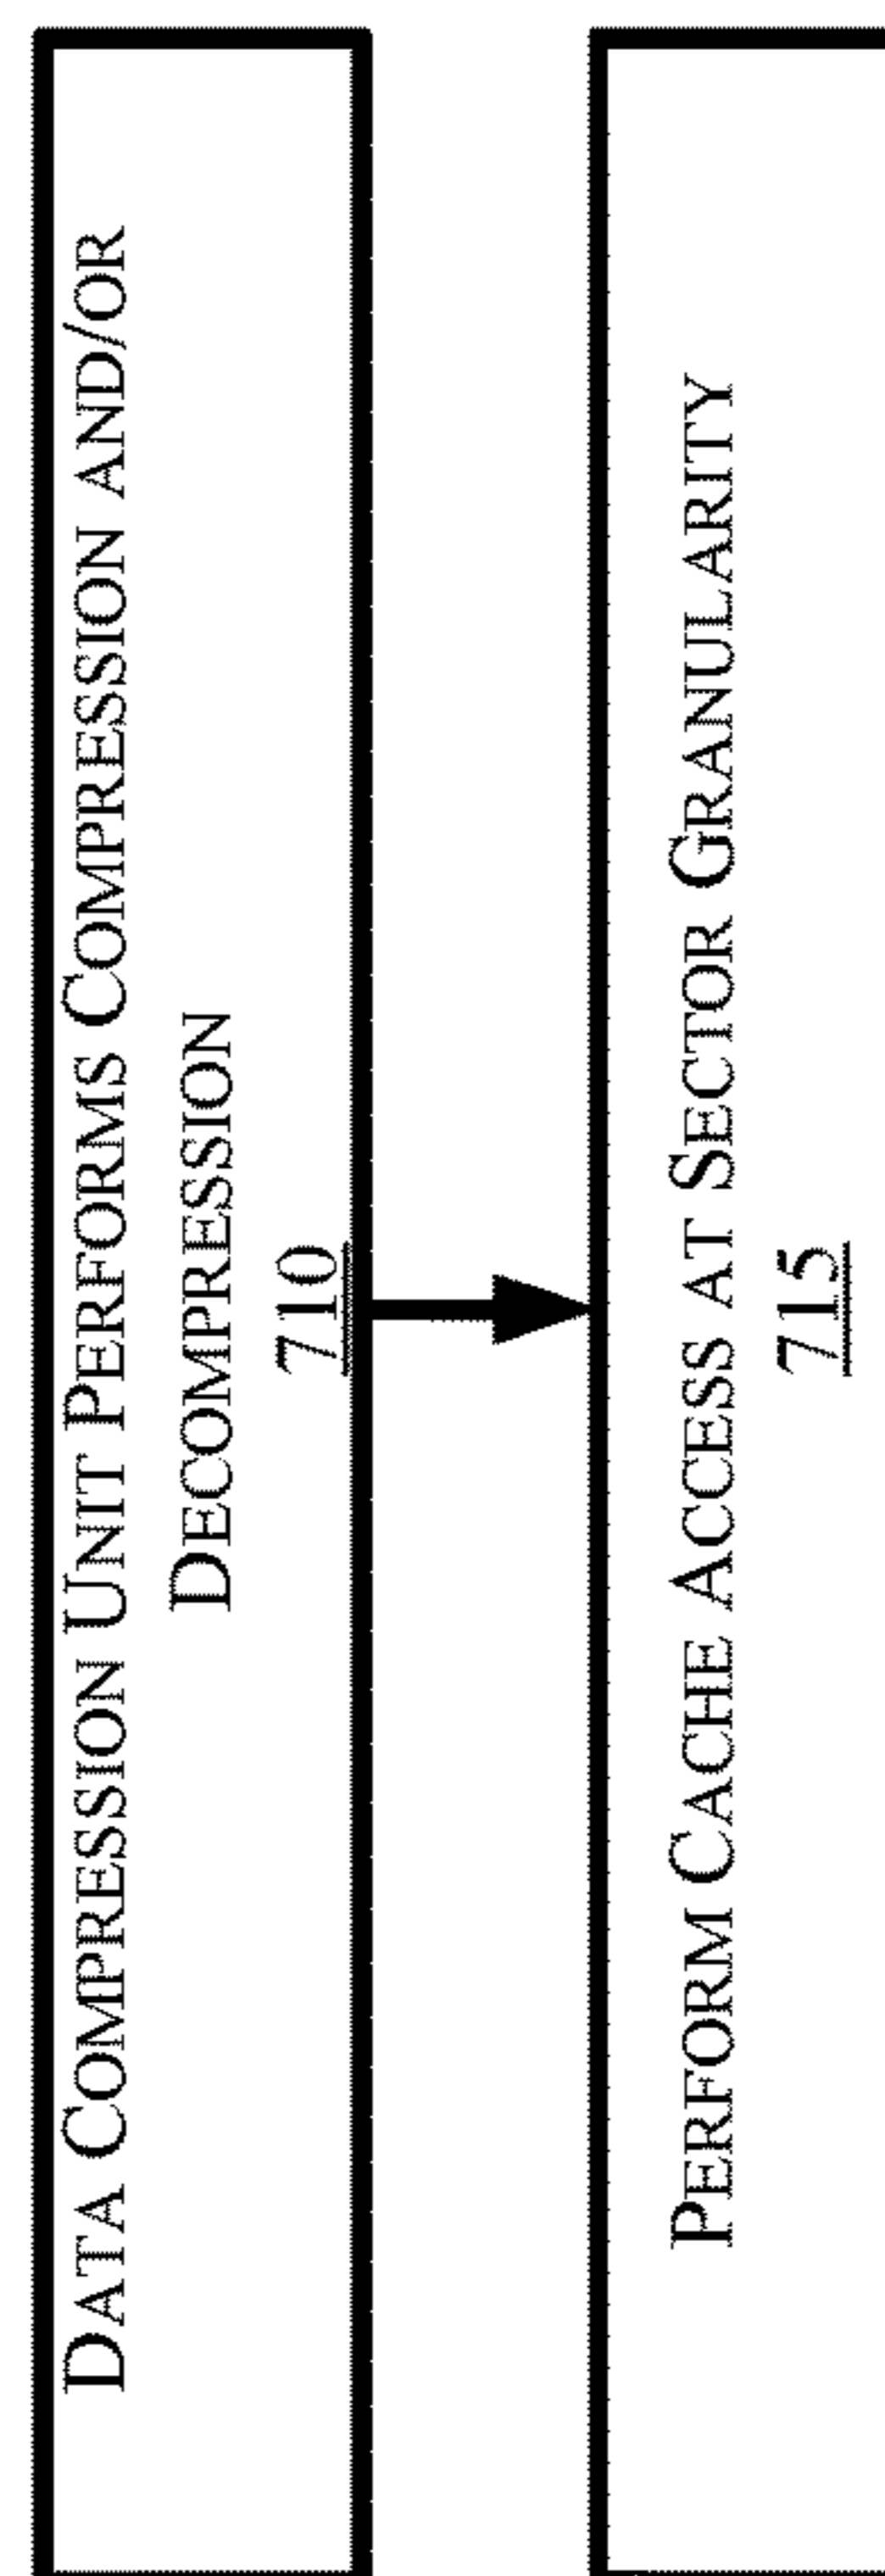 Data Compression Unit Performs Compression and/or
Decompression
710
Perform Cache Access at Sector Granularity
715